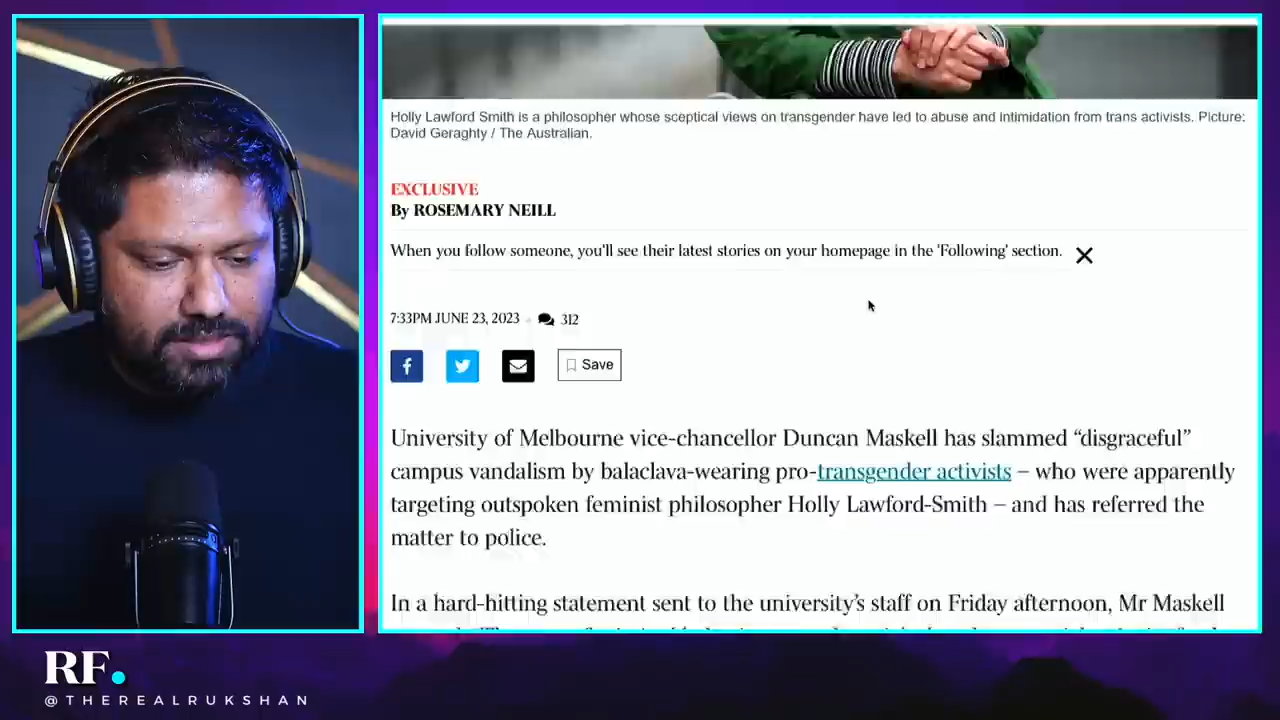 Holly Lawford Smith is a philosopher whose sceptical views on transgender have led to abuse and intimidation from trans activists. Picture:
David Geraghty / The Australian.
EXCLUSIVE
By ROSEMARY NEILL
When you follow someone, you'll see their latest stories on your homepage in the 'Following' section.
7:33PM JUNE 23, 2023
312
Save
University of Melbourne vice-chancellor Duncan Maskell has slammed “disgraceful”
campus vandalism by balaclava-wearing pro-transgender activists – who were apparently
targeting outspoken feminist philosopher Holly Lawford-Smith – and has referred the
matter to police.
In a hard-hitting statement sent to the university’s staff on Friday afternoon, Mr Maskell
RF.
@THEREALRUKSHAN